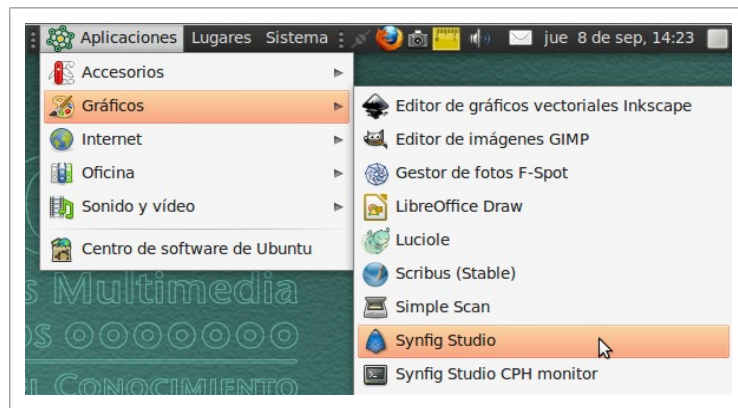 Aplicaciones Lugares Sistema jue 8 de sep, 14:23
Accesorios
Gráficos
Internet
Oficina
Sonido y vídeo
Centro de software de Ubuntu
Editor de gráficos vectoriales Inkscape
Editor de imágenes GIMP
Gestor de fotos F-Spot
LibreOffice Draw
Luciole
Scribus (Stable)
Simple Scan
Synfig Studio
Synfig Studio CPH monitor
s Multimedia
os
el Conocimiento